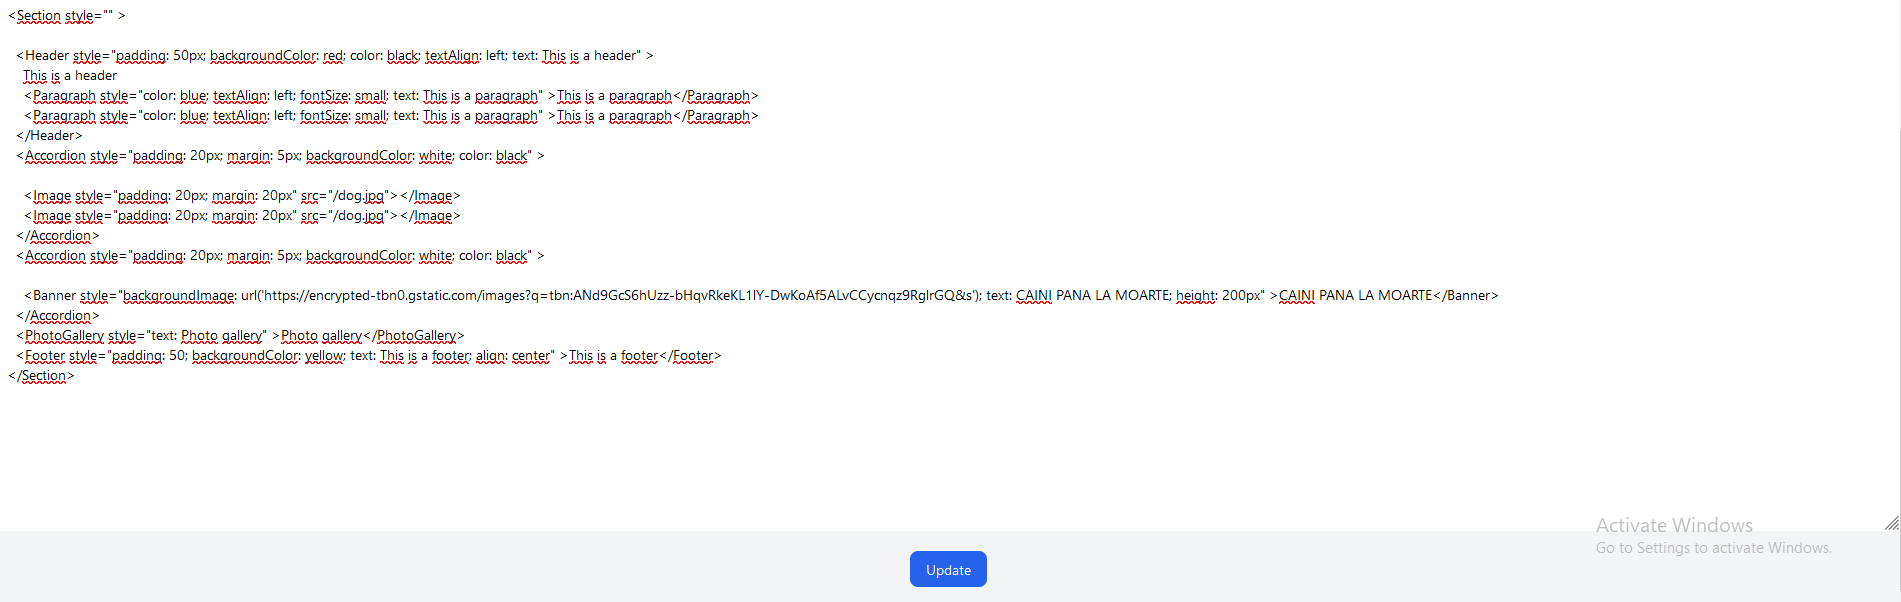 <Section style="" >
<Header style="padding: 50px; backgroundColor: red; color: black; textAlign: left; text: This is a header" >
This is a header
<Paragraph style="color: blue; textAlign: left; fontSize: small; text: This is a paragraph" >This is a paragraph</Paragraph>
<Paragraph style="color: blue; textAlign: left; fontSize: small; text: This is a paragraph" >This is a paragraph</Paragraph>
</Header>
<Accordion style="padding: 20px; margin: 5px; backgroundColor: white; color: black" >
<Image style="padding: 20px; margin: 20px" src="/dog.jpg"></Image>
<Image style="padding: 20px; margin: 20px" src="/dog.jpg"></Image>
</Accordion>
<Accordion style="padding: 20px; margin: 5px; backgroundColor: white; color: black" >
<Banner style="backgroundImage: url('https://encrypted-tbn0.gstatic.com/images?q=tbn:ANd9GcS6hUzz-bHqvRkeKL1lY-DwKoAf5ALvCCycnqz9RglrGQ&s'); text: CAINI PANA LA MOARTE; height: 200px" >CAINI PANA LA MOARTE</Banner>
</Accordion>
<PhotoGallery style="text: Photo gallery" >Photo gallery</PhotoGallery>
<Footer style="padding: 50; backgroundColor: yellow; text: This is a footer; align: center" >This is a footer</Footer>
</Section>
Activate Windows
Go to Settings to activate Windows.
Update